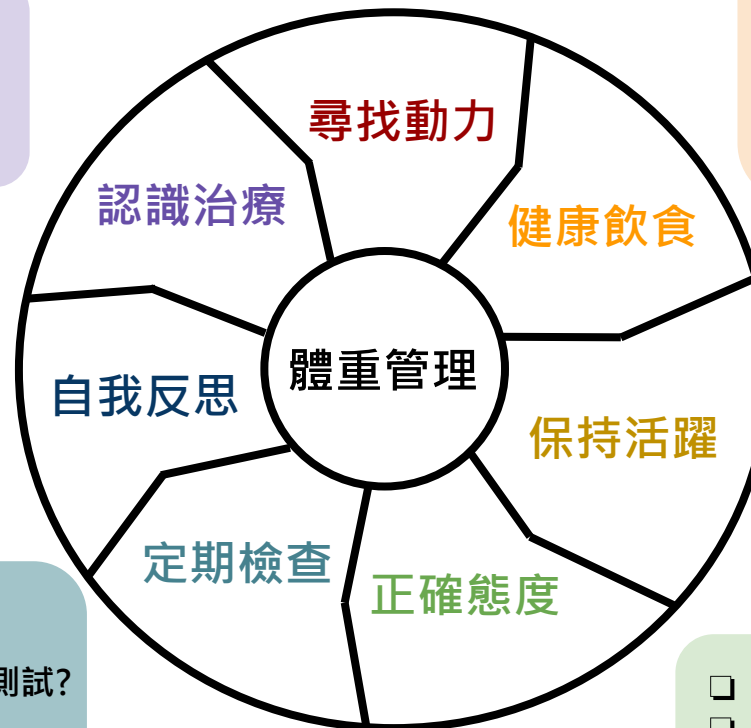 尋找動力
認識治療
健康飲食
體重管理
自我反思
保持活躍
定期檢查
正確態度
測試?